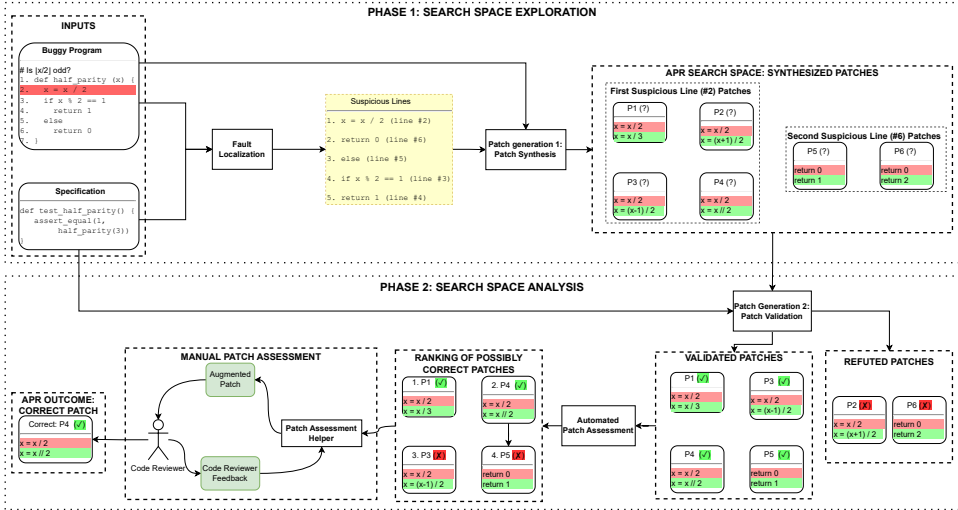 PHASE 1: SEARCH SPACE EXPLORATION
INPUTS
Buggy Program
# Is |x/2| odd?
1. def half_parity (x) {
2. x = x / 2
3. if x % 2 == 1
4. return 1
5. else
6. return 0
7. }
Specification
def test_half_parity() {
assert_equal(1,
half_parity(3))
}
Fault
Localization
Suspicious Lines
1. x = x / 2 (line #2)
2. return 0 (line #6)
3. else (line #5)
4. if x % 2 == 1 (line #3)
5. return 1 (line #4)
Patch generation 1:
Patch Synthesis
APR SEARCH SPACE: SYNTHESIZED PATCHES
First Suspicious Line (#2) Patches
P1 (?)
x = x / 2
x = x / 3
P2 (?)
x = x / 2
x = (x+1) / 2
P3 (?)
x = x / 2
x = (x-1) / 2
P4 (?)
x = x / 2
x = x // 2
Second Suspicious Line (#6) Patches
P5 (?)
return 0
return 1
P6 (?)
return 0
return 2
PHASE 2: SEARCH SPACE ANALYSIS
Patch Generation 2:
Patch Validation
APR OUTCOME:
CORRECT PATCH
Correct: P4 (✓)
x = x / 2
x = x // 2
MANUAL PATCH ASSESSMENT
Augmented
Patch
Code Reviewer
Code Reviewer
Feedback
Patch Assessment
Helper
RANKING OF POSSIBLY
CORRECT PATCHES
1. P1 (✓)
x = x / 2
x = x / 3
2. P4 (✓)
x = x / 2
x = x // 2
3. P3 (✗)
x = x / 2
x = (x-1) / 2
4. P5 (✗)
return 0
return 1
Automated
Patch Assessment
VALIDATED PATCHES
P1 (✓)
x = x / 2
x = x / 3
P3 (✓)
x = x / 2
x = (x-1) / 2
P4 (✓)
x = x / 2
x = x // 2
P5 (✓)
return 0
return 1
REFUTED PATCHES
P2 (✗)
x = x / 2
x = (x+1) / 2
P6 (✗)
return 0
return 2